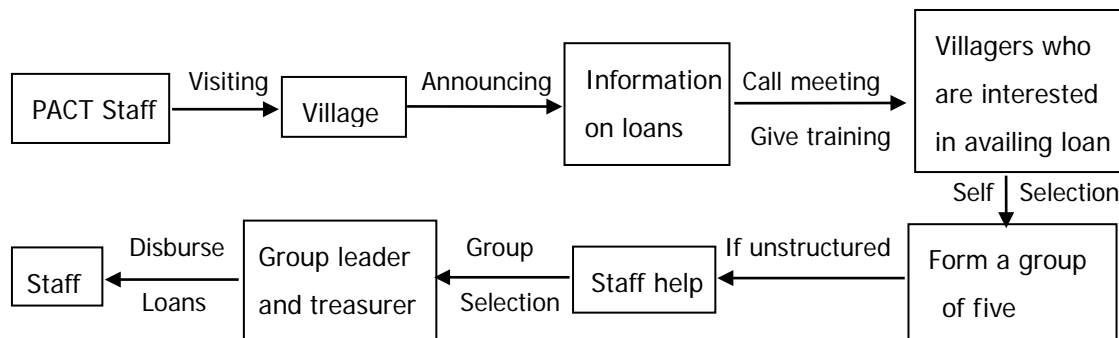 PACT Staff
Visiting
Village
Announcing
Information
on loans
Call meeting
Give training
Villagers who
are interested
in availing loan
Self Selection
Form a group
of five
If unstructured
Staff help
Group
Selection
Group leader
and treasurer
Disburse
Loans
Staff